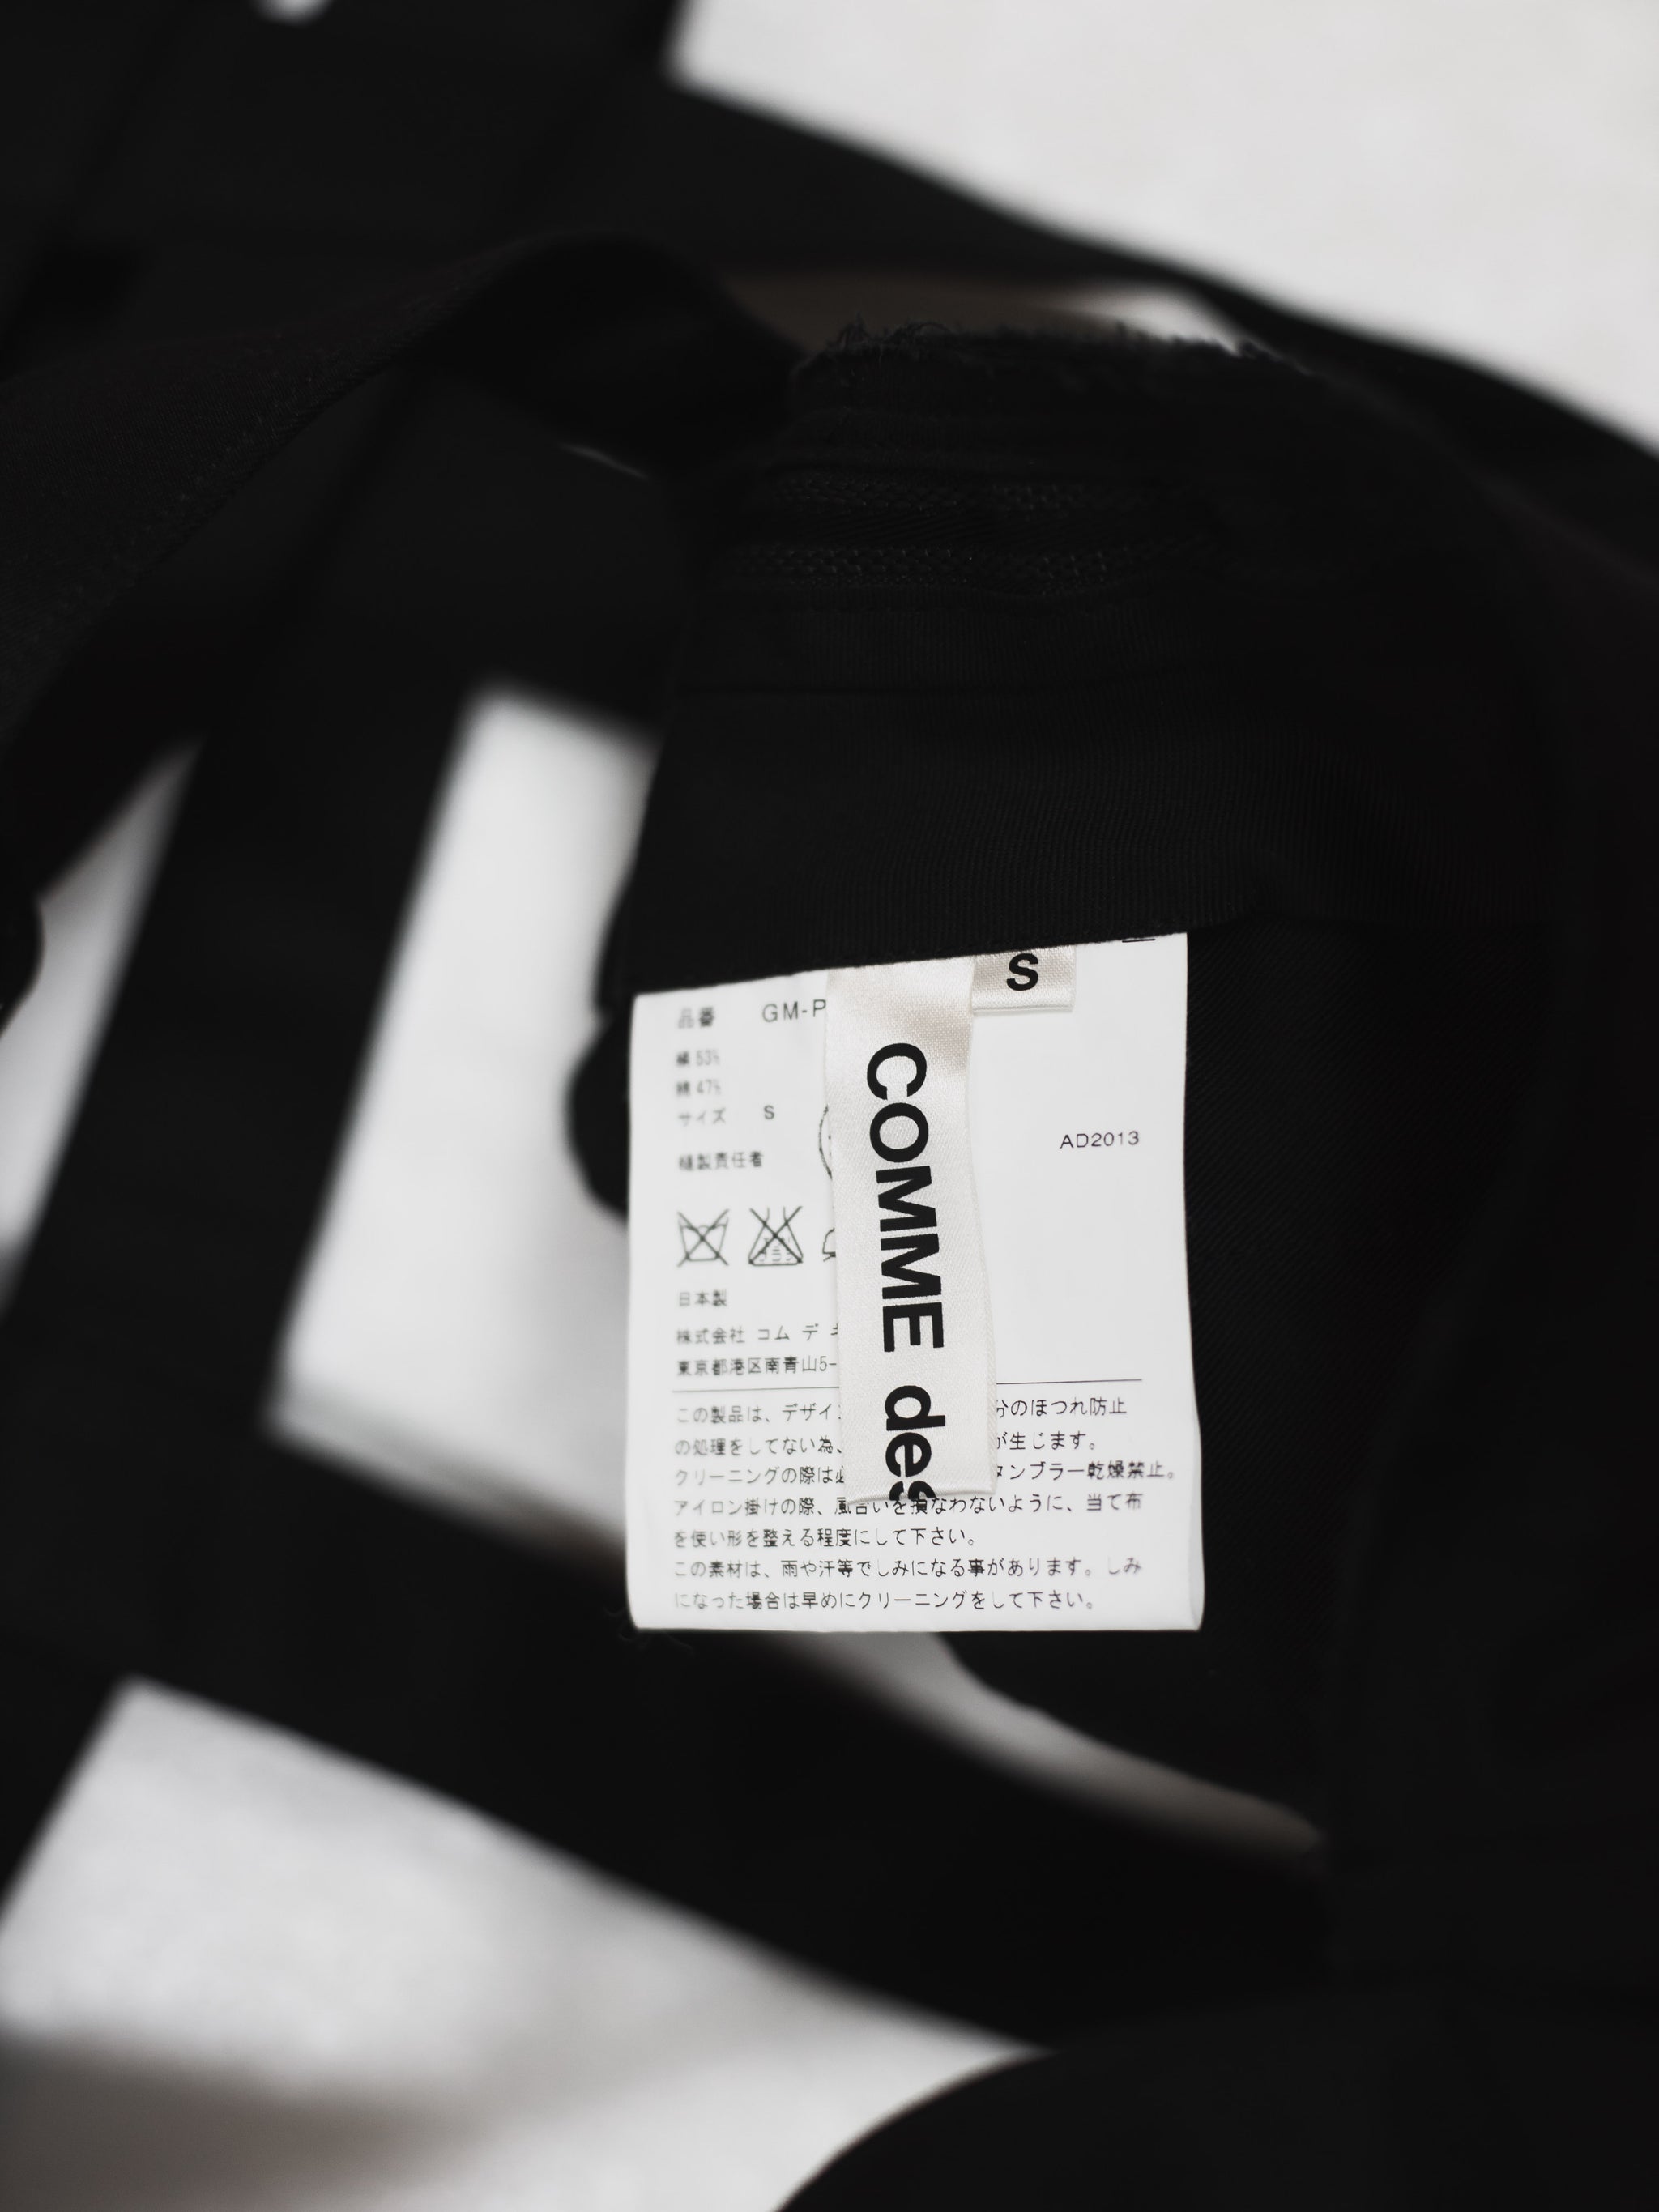 S
COMME des
品番 GM-P
絹 53%
綿 47%
サイズ S
AD2013
縫製責任者
日本製
株式会社 コム デ
東京都港区南青山5-
この製品は、デザイ 分のほつれ防止
の処理をしてない為、 が生じます。
クリーニングの際は必 タンブラー乾燥禁止。
アイロン掛けの際、風合いを損なわないように、当て布
を使い形を整える程度にして下さい。
この素材は、雨や汗等でしみになる事があります。しみ
になった場合は早めにクリーニングをして下さい。